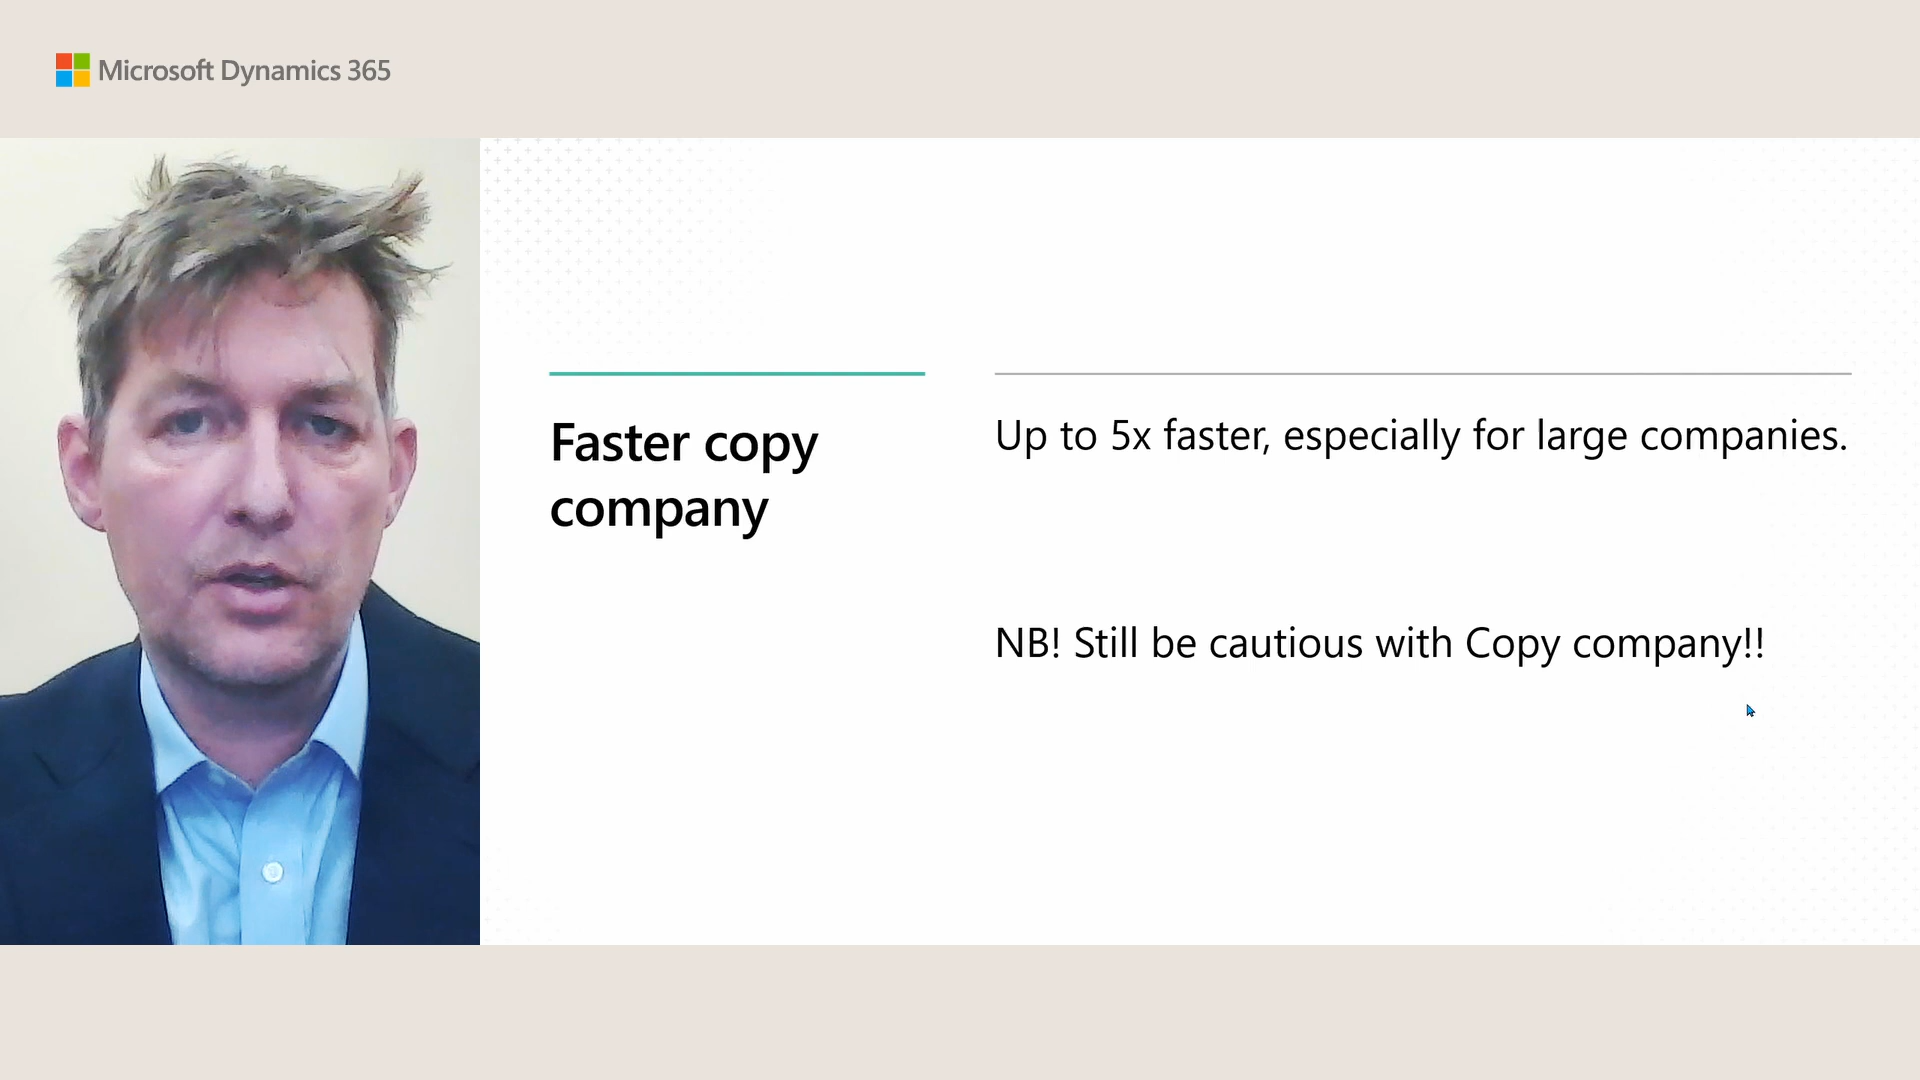 Microsoft Dynamics 365
Faster copy
company
Up to 5x faster, especially for large companies.
NB! Still be cautious with Copy company!!